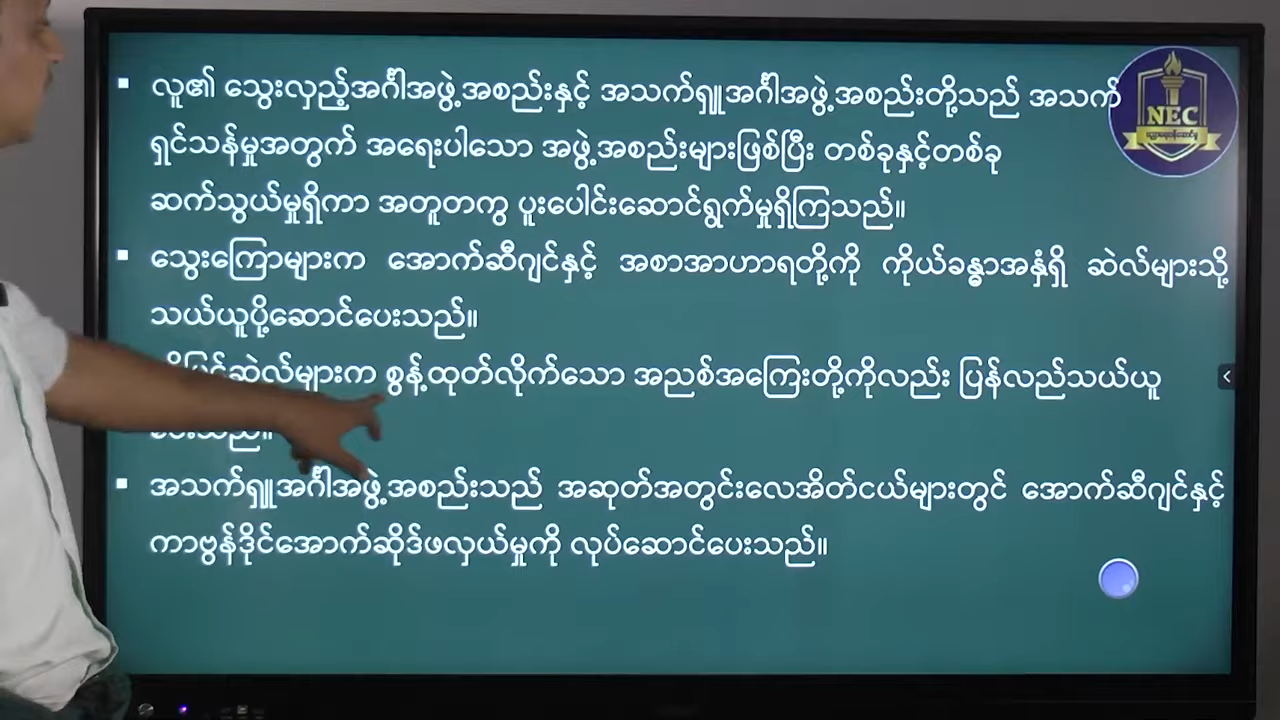 လူ၏ သွေးလှည့်အင်္ဂါအဖွဲ့အစည်းနှင့် အသက်ရှူအင်္ဂါအဖွဲ့အစည်းတို့သည် အသက်
ရှင်သန်မှုအတွက် အရေးပါသော အဖွဲ့အစည်းများဖြစ်ပြီး တစ်ခုနှင့်တစ်ခု
ဆက်သွယ်မှုရှိကာ အတူတကွ ပူးပေါင်းဆောင်ရွက်မှုရှိကြသည်။
သွေးကြောများက အောက်ဆီဂျင်နှင့် အစာအာဟာရတို့ကို ကိုယ်ခန္ဓာအနှံ့ရှိ ဆဲလ်များသို့
သယ်ယူပို့ဆောင်ပေးသည်။
စွန့်ထုတ်လိုက်သော အညစ်အကြေးတို့ကိုလည်း ပြန်လည်သယ်ယူ
အသက်ရှူအင်္ဂါအဖွဲ့အစည်းသည် အဆုတ်အတွင်းလေအိတ်ငယ်များတွင် အောက်ဆီဂျင်နှင့်
ကာဗွန်ဒိုင်အောက်ဆိုဒ်ဖလှယ်မှုကို လုပ်ဆောင်ပေးသည်။
NEC